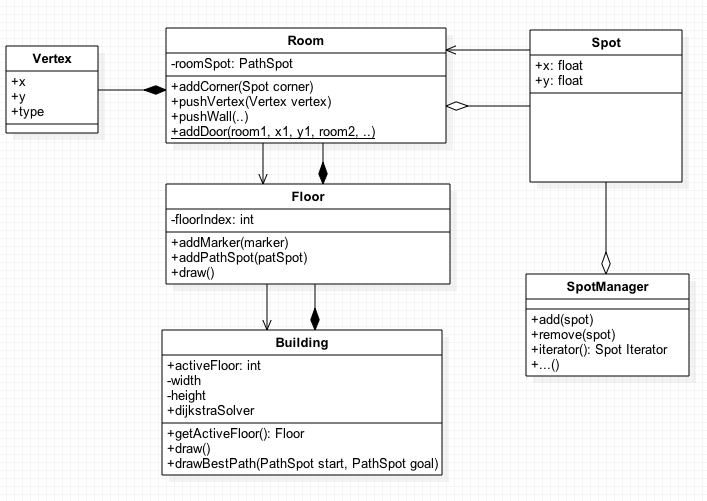 Vertex
+x
+y
+type
Room
-roomSpot: PathSpot
+addCorner(Spot corner)
+pushVertex(Vertex vertex)
+pushWall(..)
+addDoor(room1, x1, y1, room2, ..)
Spot
+x: float
+y: float
Floor
-floorIndex: int
+addMarker(marker)
+addPathSpot(patSpot)
+draw()
SpotManager
+add(spot)
+remove(spot)
+iterator(): Spot Iterator
+...()
Building
+activeFloor: int
-width
-height
+dijkstraSolver
+getActiveFloor(): Floor
+draw()
+drawBestPath(PathSpot start, PathSpot goal)